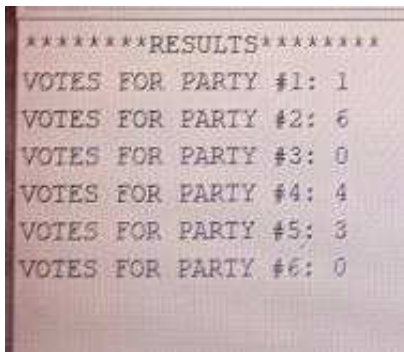 ********RESULTS********
VOTES FOR PARTY #1: 1
VOTES FOR PARTY #2: 6
VOTES FOR PARTY #3: 0
VOTES FOR PARTY #4: 4
VOTES FOR PARTY #5: 3
VOTES FOR PARTY #6: 0